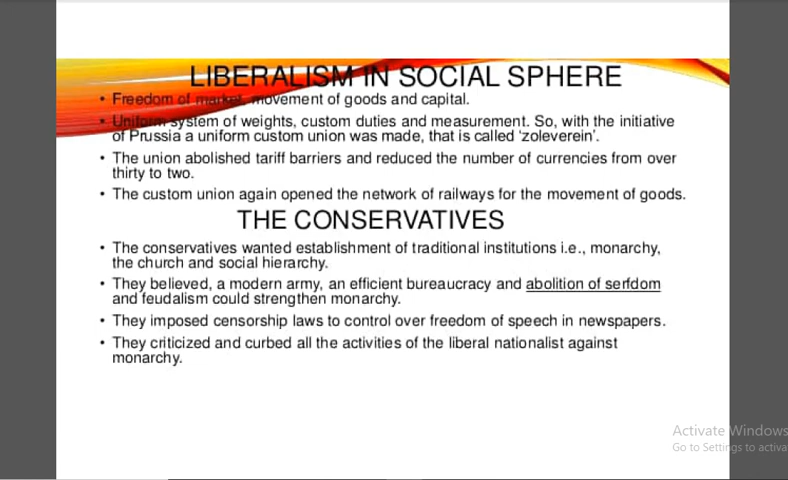 LIBERALISM IN SOCIAL SPHERE
• Freedom of market, movement of goods and capital.
• Uniform system of weights, custom duties and measurement. So, with the initiative
of Prussia a uniform custom union was made, that is called 'zoleverein'.
• The union abolished tariff barriers and reduced the number of currencies from over
thirty to two.
• The custom union again opened the network of railways for the movement of goods.
THE CONSERVATIVES
• The conservatives wanted establishment of traditional institutions i.e., monarchy,
the church and social hierarchy.
• They believed, a modern army, an efficient bureaucracy and abolition of serfdom
and feudalism could strengthen monarchy.
• They imposed censorship laws to control over freedom of speech in newspapers.
• They criticized and curbed all the activities of the liberal nationalist against
monarchy.
Activate Windows
Go to Settings to activa